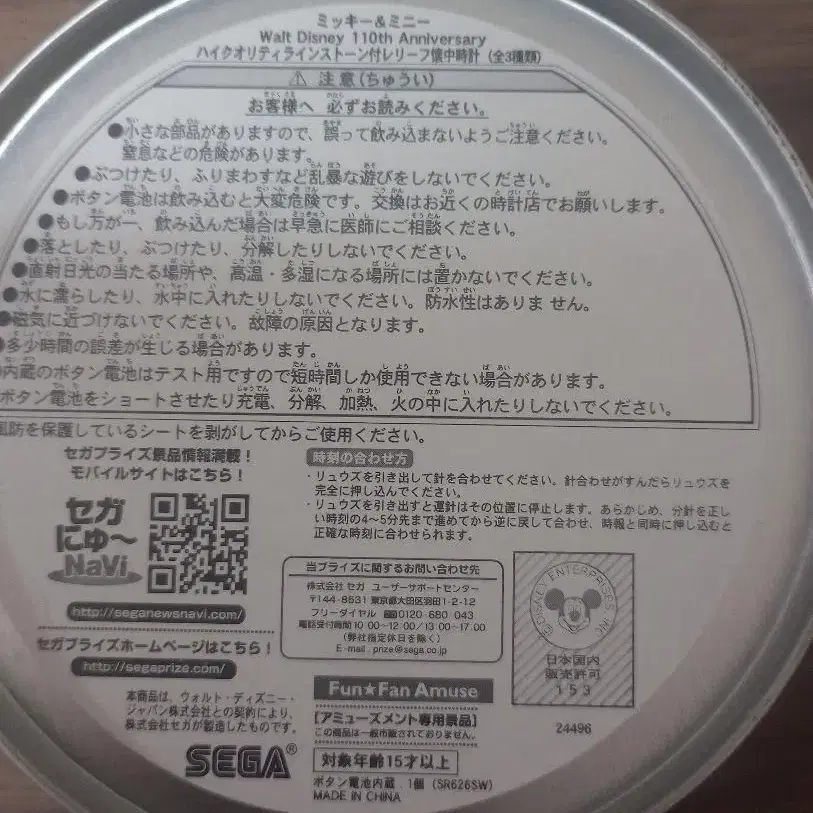 ミッキー&ミニー
Walt Disney 110th Anniversary
ハイクオリティラインストーン付レリーフ懐中時計（全3種類）
⚠ 注意（ちゅうい）
お客様へ 必ずお読みください。
●小さな部品がありますので、誤って飲み込まないようご注意ください。
窒息などの危険があります。
●ぶつけたり、ふりまわすなど乱暴な遊びをしないでください。
●ボタン電池は飲み込むと大変危険です。交換はお近くの時計店でお願いします。
●もし万が一、飲み込んだ場合は早急に医師にご相談ください。
●落としたり、ぶつけたり、分解したりしないでください。
●直射日光の当たる場所や、高温・多湿になる場所には置かないでください。
●水に濡らしたり、水中に入れたりしないでください。防水性はありま せん。
●磁気に近づけないでください。故障の原因となります。
●多少時間の誤差が生じる場合があります。
●内蔵のボタン電池はテスト用ですので短時間しか使用できない場合があります。
ボタン電池をショートさせたり充電、分解、加熱、火の中に入れたりしないでください。
風防を保護しているシートを剥がしてからご使用ください。
セガプライズ景品情報満載！
モバイルサイトはこちら！
セガ
にゅ～
NaVi
http://seganewsnavi.com/
セガプライズホームページはこちら！
http://segaprize.com/
時刻の合わせ方
・リュウズを引き出して針を合わせてください。針合わせがすんだらリュウズを
完全に押し込んでください。
・リュウズを引き出すと運針はその位置に停止します。あらかじめ、分針を正し
い時刻の4～5分先まで進めてから逆に戻して合わせ、時報と同時に押し込むと
正確な時刻に合わせられます。
当プライズに関するお問い合わせ先
株式会社セガ ユーザーサポートセンター
〒144-8531 東京都大田区羽田1-2-12
フリーダイヤル 0120-680 043
電話受付時間 10:00～12:00/13:00～17:00
（弊社指定休日を除く）
E-mail . prize@sega.co.jp
©DISNEY ENTERPRISES INC.
日本国内
販売許可
153
本商品は、ウォルト・ディズニー・
ジャパン株式会社との契約により、
株式会社セガが製造したものです。
SEGA®
Fun★Fan Amuse
［アミューズメント専用景品］
この商品は一般市販されておりません。
対象年齢15才以上
ボタン電池内蔵：1個（SR626SW）
MADE IN CHINA
24496